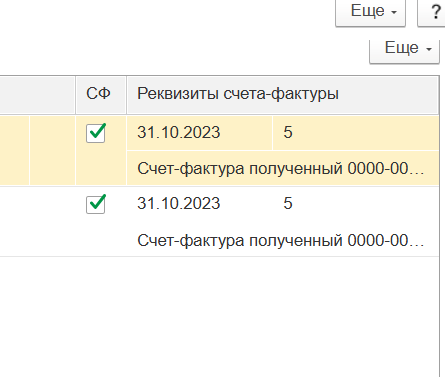 Еще ?
Еще
СФ Реквизиты счета-фактуры
31.10.2023 5
Счет-фактура полученный 0000-00...
31.10.2023 5
Счет-фактура полученный 0000-00...